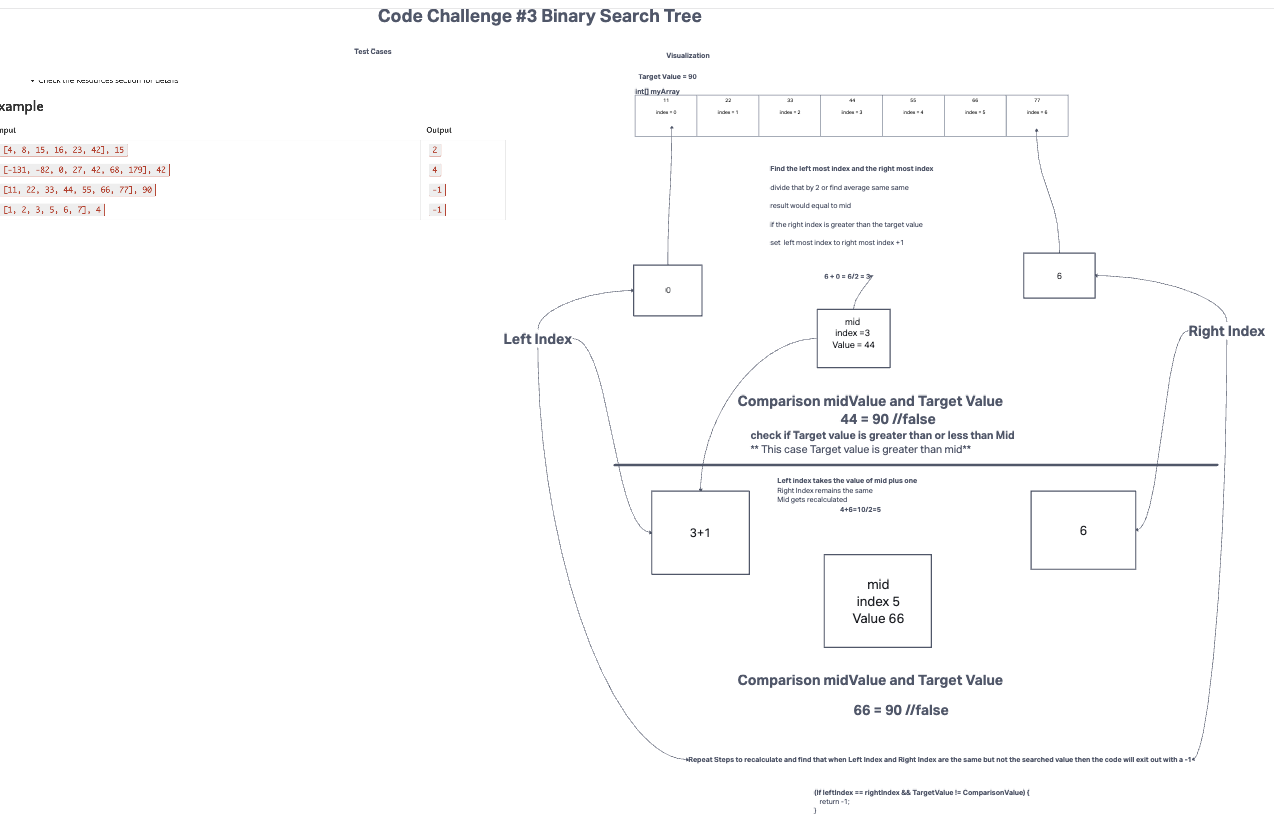 Code Challenge #3 Binary Search Tree
Test Cases
Check the Resources section for Details
xample
nput
Output
[4, 8, 15, 16, 23, 42], 15
2
[-131, -82, 0, 27, 42, 68, 179], 42
4
[11, 22, 33, 44, 55, 66, 77], 90
-1
[1, 2, 3, 5, 6, 7], 4
-1
Visualization
Target Value = 90
int[] myArray
11 22 33 44 55 66 77
index = 0 index = 1 index = 2 index = 3 index = 4 index = 5 index = 6
Find the left most index and the right most index
divide that by 2 or find average same same
result would equal to mid
if the right index is greater than the target value
set left most index to right most index +1
6 + 0 = 6/2 = 3
0
6
Left Index
Right Index
mid
index =3
Value = 44
Comparison midValue and Target Value
44 = 90 //false
check if Target value is greater than or less than Mid
** This case Target value is greater than mid**
Left index takes the value of mid plus one
Right Index remains the same
Mid gets recalculated
4+6=10/2=5
3+1
6
mid
index 5
Value 66
Comparison midValue and Target Value
66 = 90 //false
Repeat Steps to recalculate and find that when Left Index and Right Index are the same but not the searched value then the code will exit out with a -1
(If leftIndex == rightIndex && TargetValue != ComparisonValue) {
return -1;
}